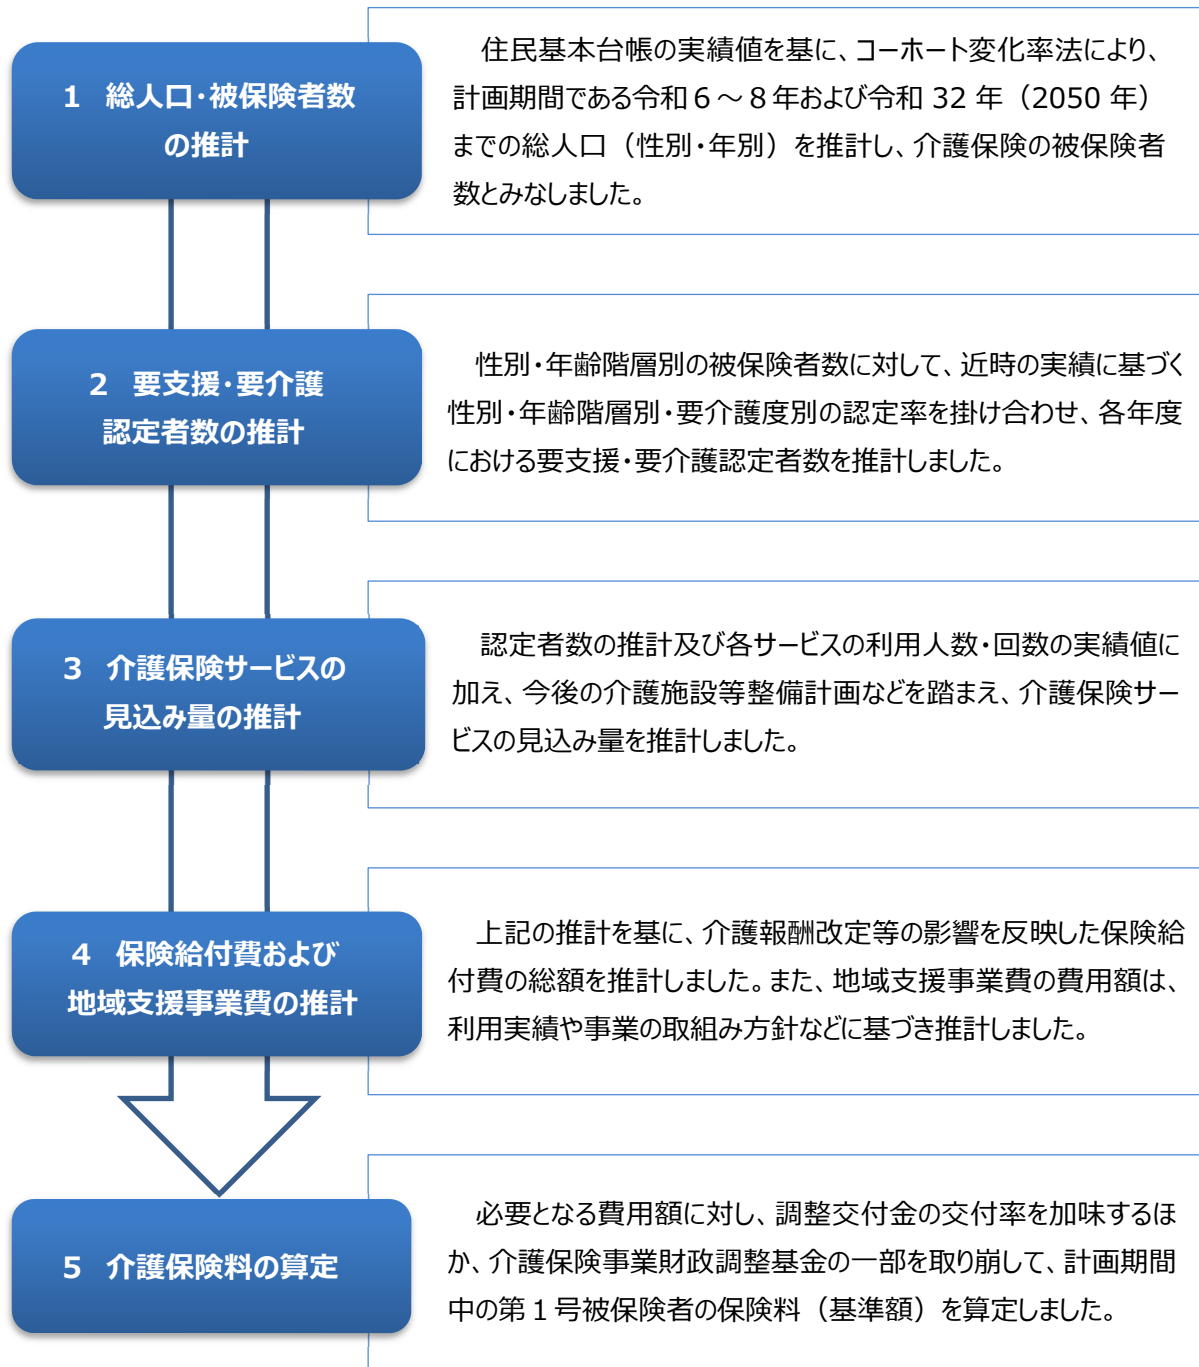 1 総人口・被保険者数
の推計
住民基本台帳の実績値を基に、コーホート変化率法により、
計画期間である令和６～８年および令和 32 年（2050 年）
までの総人口（性別・年別）を推計し、介護保険の被保険者
数とみなしました。
2 要支援・要介護
認定者数の推計
性別・年齢階層別の被保険者数に対して、近時の実績に基づく
性別・年齢階層別・要介護度別の認定率を掛け合わせ、各年度
における要支援・要介護認定者数を推計しました。
3 介護保険サービスの
見込み量の推計
認定者数の推計及び各サービスの利用人数・回数の実績値に
加え、今後の介護施設等整備計画などを踏まえ、介護保険サー
ビスの見込み量を推計しました。
4 保険給付費および
地域支援事業費の推計
上記の推計を基に、介護報酬改定等の影響を反映した保険給
付費の総額を推計しました。また、地域支援事業費の費用額は、
利用実績や事業の取組み方針などに基づき推計しました。
5 介護保険料の算定
必要となる費用額に対し、調整交付金の交付率を加味するほ
か、介護保険事業財政調整基金の一部を取り崩して、計画期間
中の第１号被保険者の保険料（基準額）を算定しました。